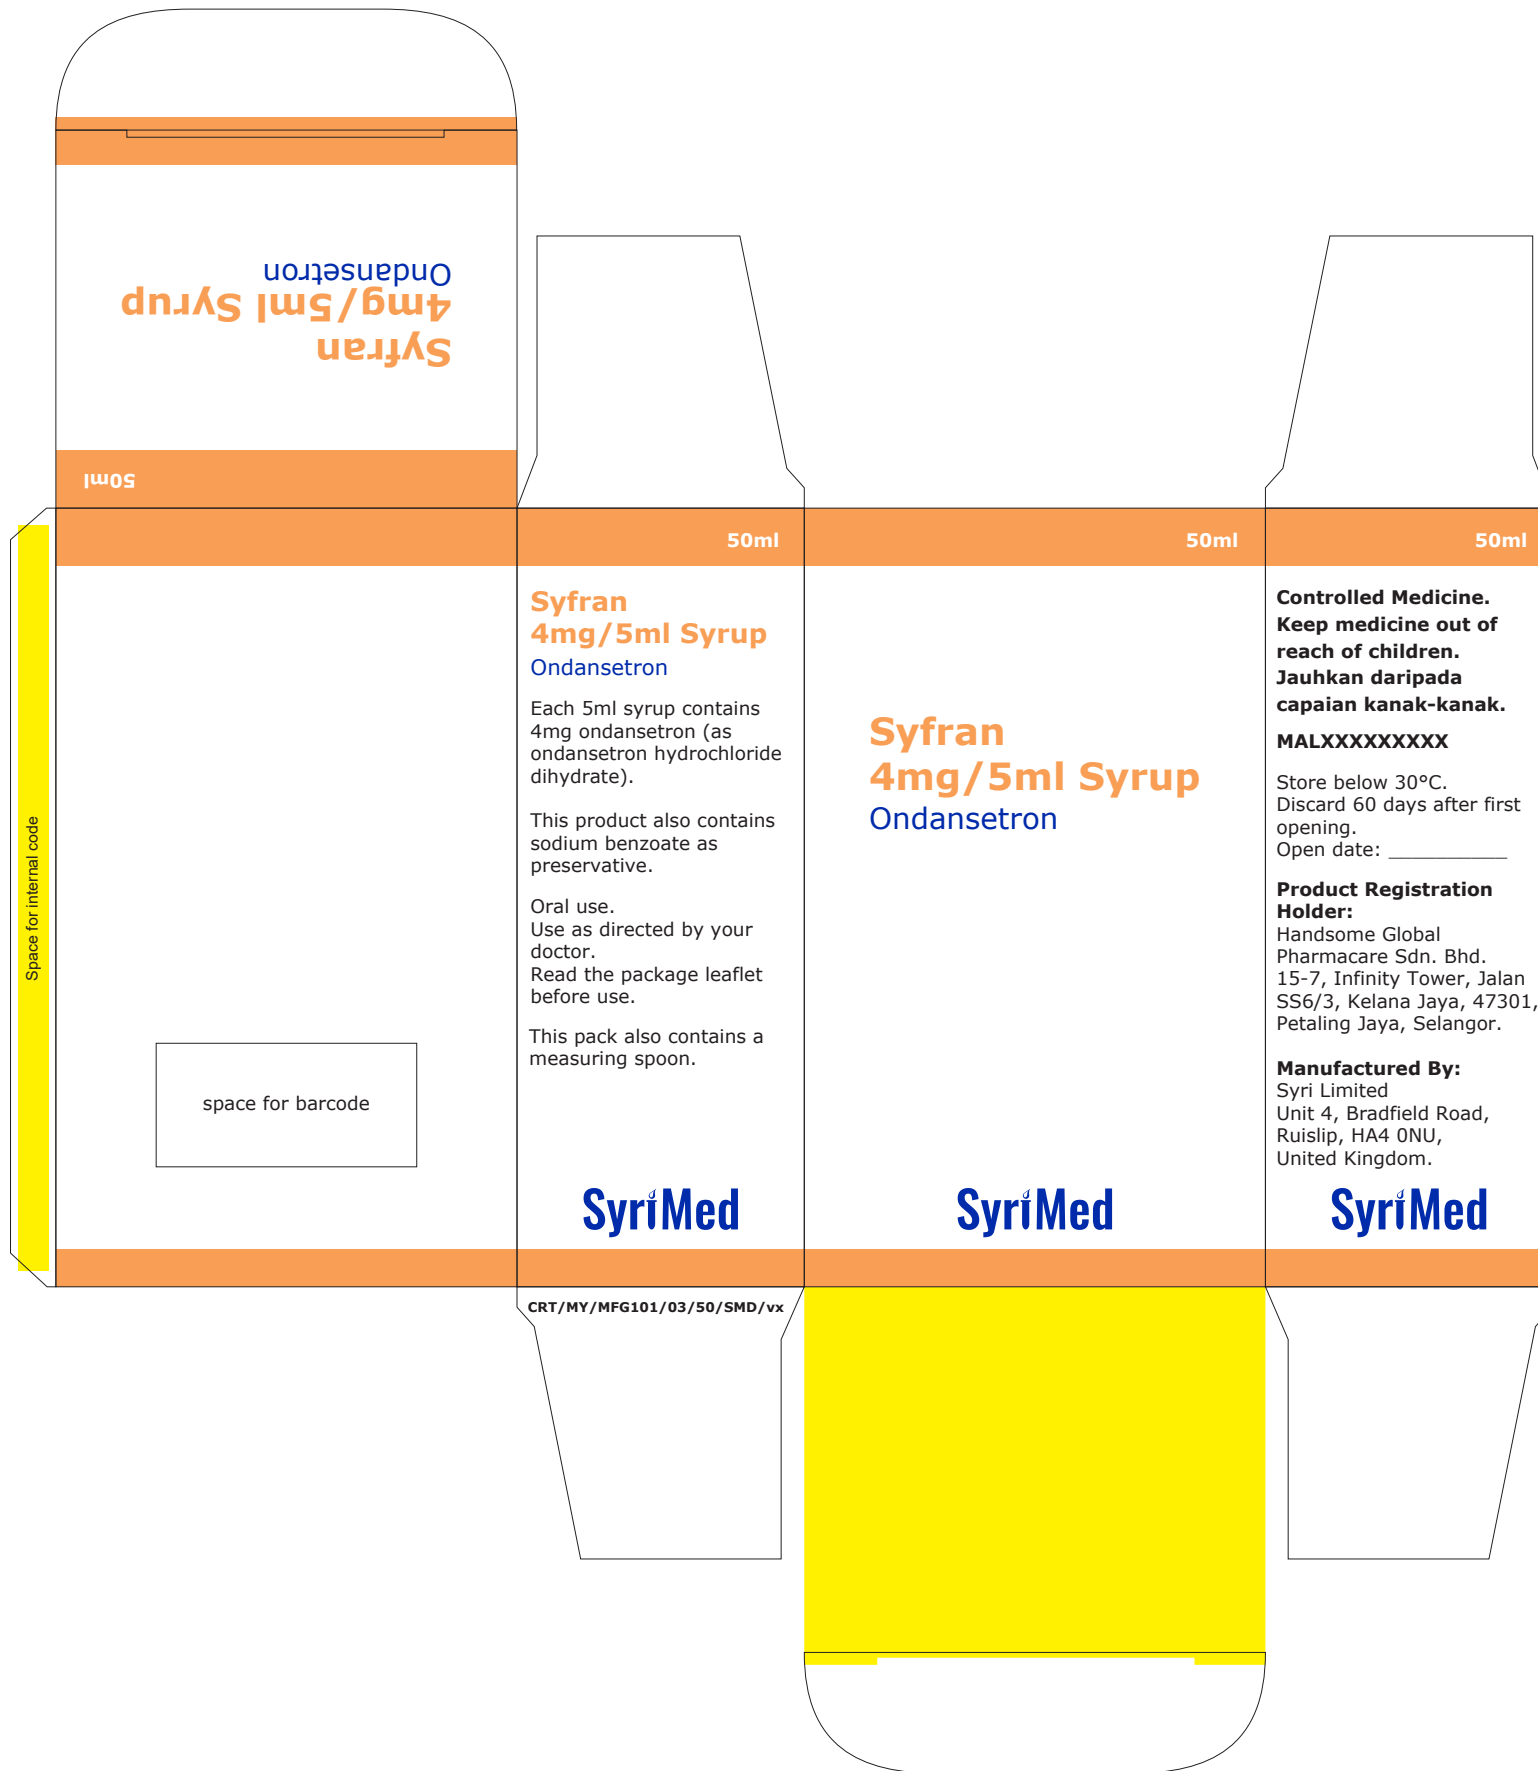 Syfran
4mg/5ml Syrup
Ondansetron
50ml
Space for internal code
space for barcode
50ml
Syfran
4mg/5ml Syrup
Ondansetron
Each 5ml syrup contains
4mg ondansetron (as
ondansetron hydrochloride
dihydrate).
This product also contains
sodium benzoate as
preservative.
Oral use.
Use as directed by your
doctor.
Read the package leaflet
before use.
This pack also contains a
measuring spoon.
SyriMed
CRT/MY/MFG101/03/50/SMD/vx
50ml
Syfran
4mg/5ml Syrup
Ondansetron
SyriMed
50ml
Controlled Medicine.
Keep medicine out of
reach of children.
Jauhkan daripada
capaian kanak-kanak.
MALXXXXXXXXX
Store below 30°C.
Discard 60 days after first
opening.
Open date: ___________
Product Registration
Holder:
Handsome Global
Pharmacare Sdn. Bhd.
15-7, Infinity Tower, Jalan
SS6/3, Kelana Jaya, 47301,
Petaling Jaya, Selangor.
Manufactured By:
Syri Limited
Unit 4, Bradfield Road,
Ruislip, HA4 0NU,
United Kingdom.
SyriMed